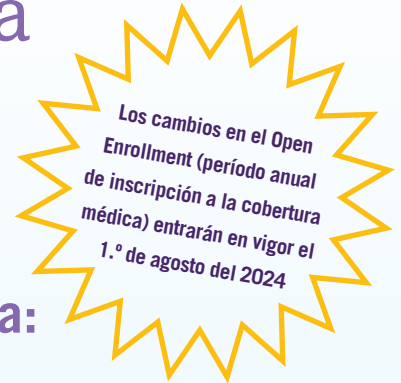 a
Los cambios en el Open
Enrollment (período anual
de inscripción a la cobertura
médica) entrarán en vigor el
1.º de agosto del 2024
a: